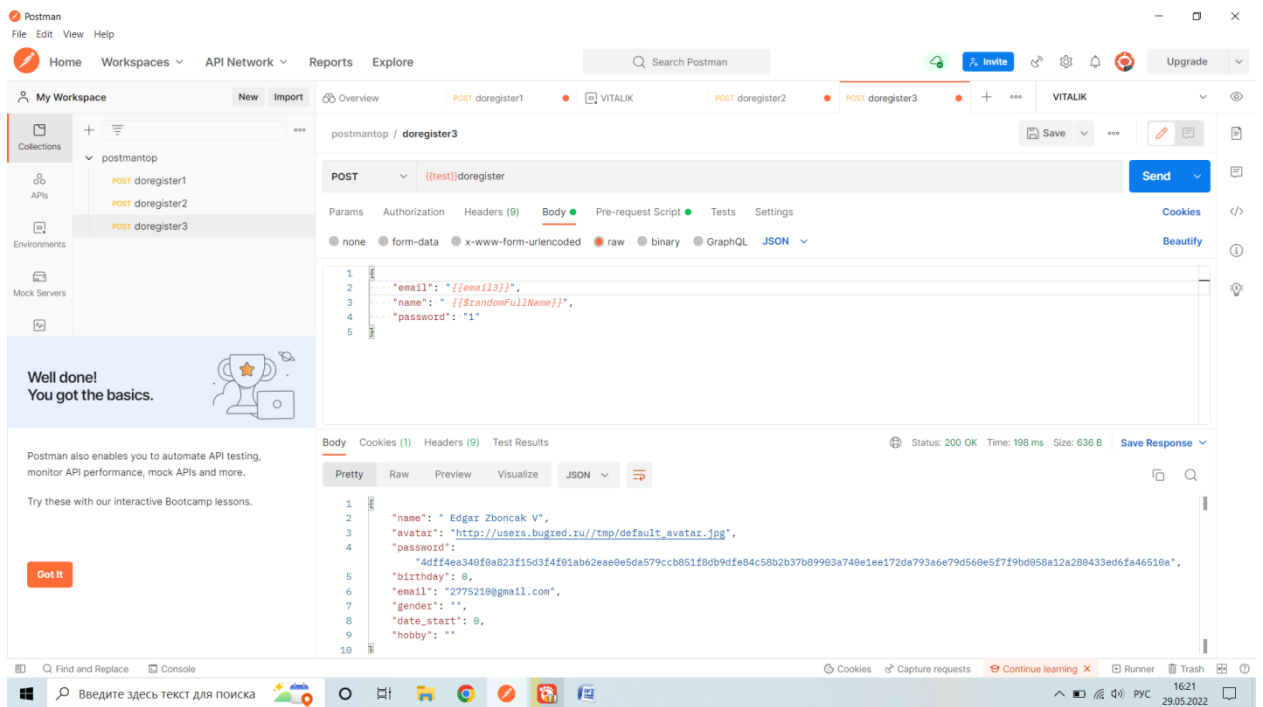 Postman
File Edit View Help
Home Workspaces API Network Reports Explore Search Postman Invite Upgrade
My Workspace New Import Overview POST doregister1 VITALIK POST doregister2 POST doregister3 VITALIK
Collections
APIs
Environments
Mock Servers
postmantop
POST doregister1
POST doregister2
POST doregister3
Well done!
You got the basics.
Postman also enables you to automate API testing,
monitor API performance, mock APIs and more.
Try these with our interactive Bootcamp lessons.
Got It
postmantop / doregister3 Save
POST {{test}}doregister Send
Params Authorization Headers (9) Body Pre-request Script Tests Settings Cookies
none form-data x-www-form-urlencoded raw binary GraphQL JSON Beautify
1 {
2 "email": "{{email3}}",
3 "name": " {{$randomFullName}}",
4 "password": "1"
5 }
Body Cookies (1) Headers (9) Test Results Status: 200 OK Time: 198 ms Size: 636 B Save Response
Pretty Raw Preview Visualize JSON
1 {
2 "name": " Edgar Zboncak V",
3 "avatar": "http://users.bugred.ru//tmp/default_avatar.jpg",
4 "password":
"4dff4ea340f0a823f15d3f4f01ab62eae0e5da579ccb851f8db9dfe84c58b2b37b89903a740e1ee172da793a6e79d560e5f7f9bd058a12a280433ed6fa46510a",
5 "birthday": 0,
6 "email": "2775210@gmail.com",
7 "gender": "",
8 "date_start": 0,
9 "hobby": ""
10 }
Find and Replace Console Cookies Capture requests Continue learning Runner Trash
Введите здесь текст для поиска РУС 16:21
29.05.2022